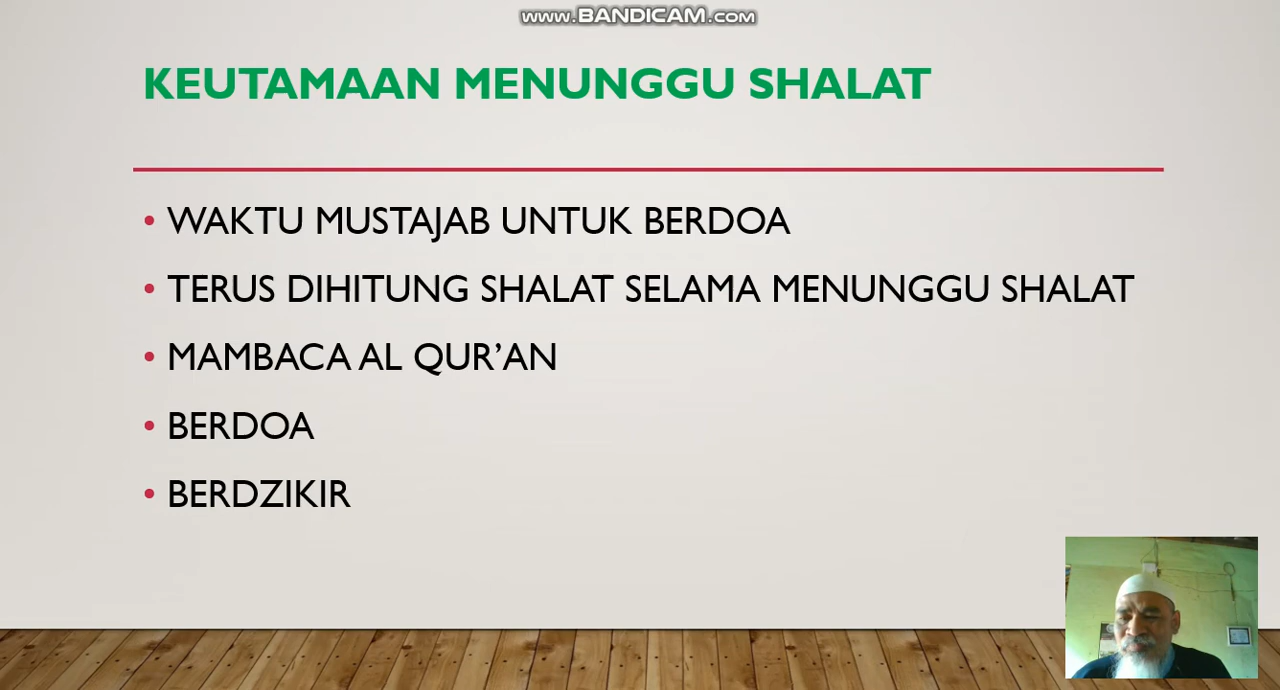 WWW.BANDICAM.COM
KEUTAMAAN MENUNGGU SHALAT
• WAKTU MUSTAJAB UNTUK BERDOA
• TERUS DIHITUNG SHALAT SELAMA MENUNGGU SHALAT
• MAMBACA AL QUR’AN
• BERDOA
• BERDZIKIR